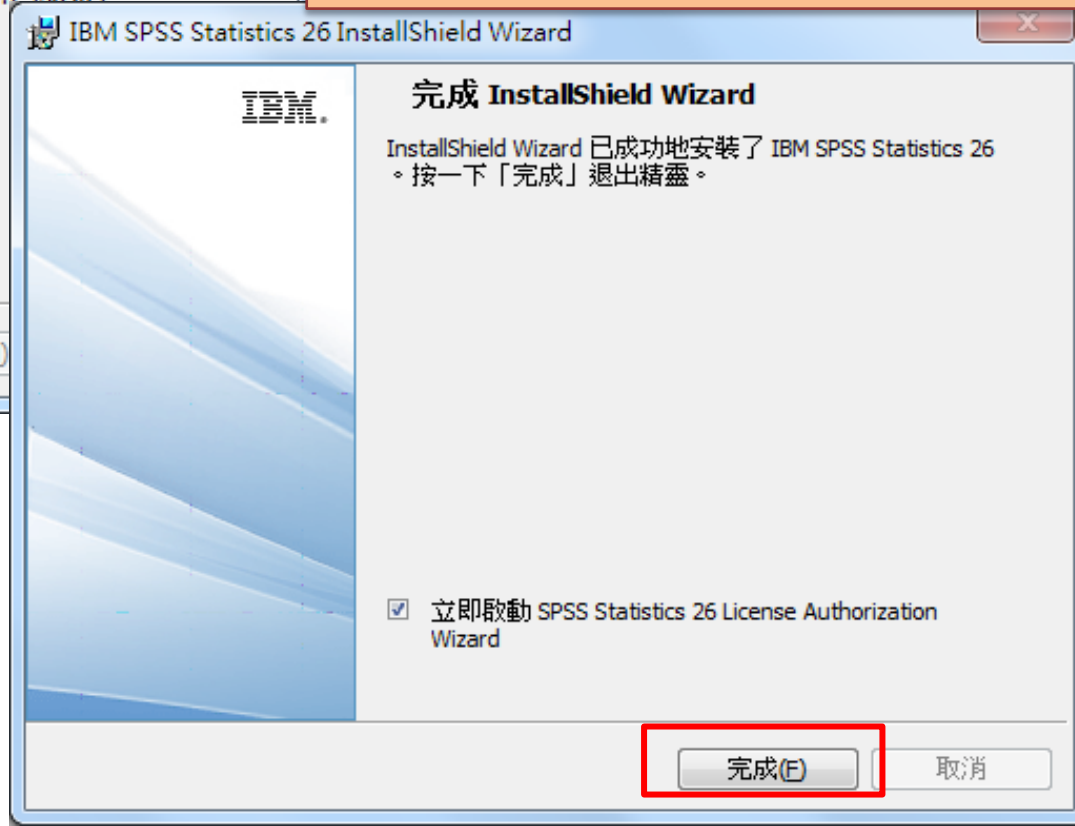 IBM SPSS Statistics 26 InstallShield Wizard
IBM.
完成 InstallShield Wizard
InstallShield Wizard 已成功地安裝了 IBM SPSS Statistics 26
。按一下「完成」退出精靈。
立即啟動 SPSS Statistics 26 License Authorization
Wizard
完成(F)
取消